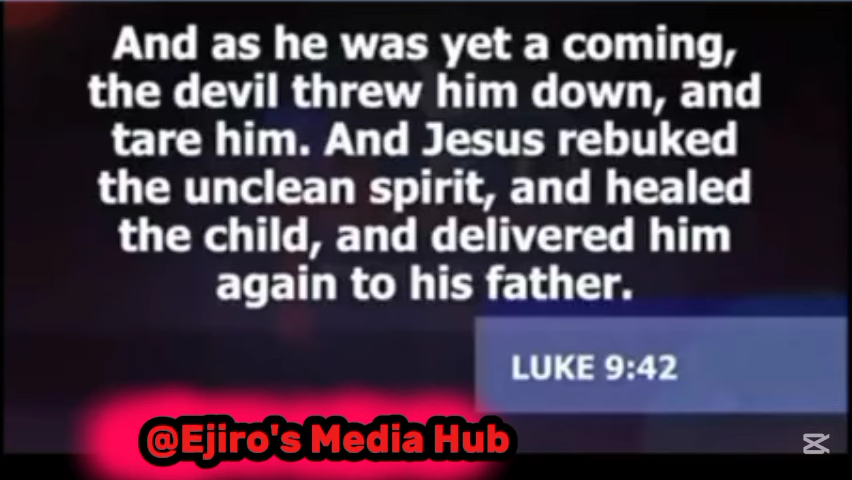 And as he was yet a coming,
the devil threw him down, and
tare him. And Jesus rebuked
the unclean spirit, and healed
the child, and delivered him
again to his father.
LUKE 9:42
@Ejiro's Media Hub